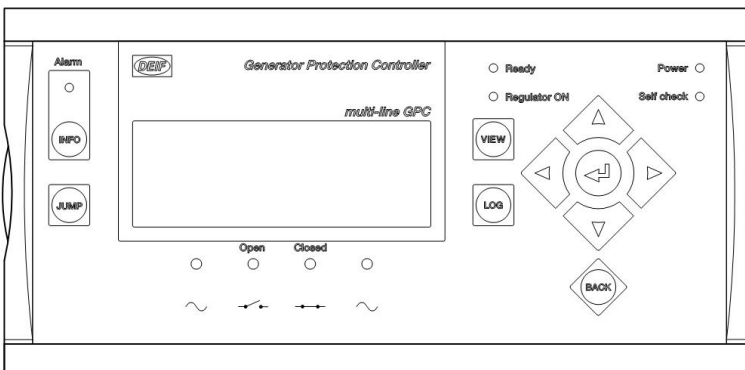 Alarm
DEIF
Generator Protection Controller
Ready
Power
Regulator ON
Self check
multi-line GPC
INFO
VIEW
JUMP
LOG
Open
Closed
BACK